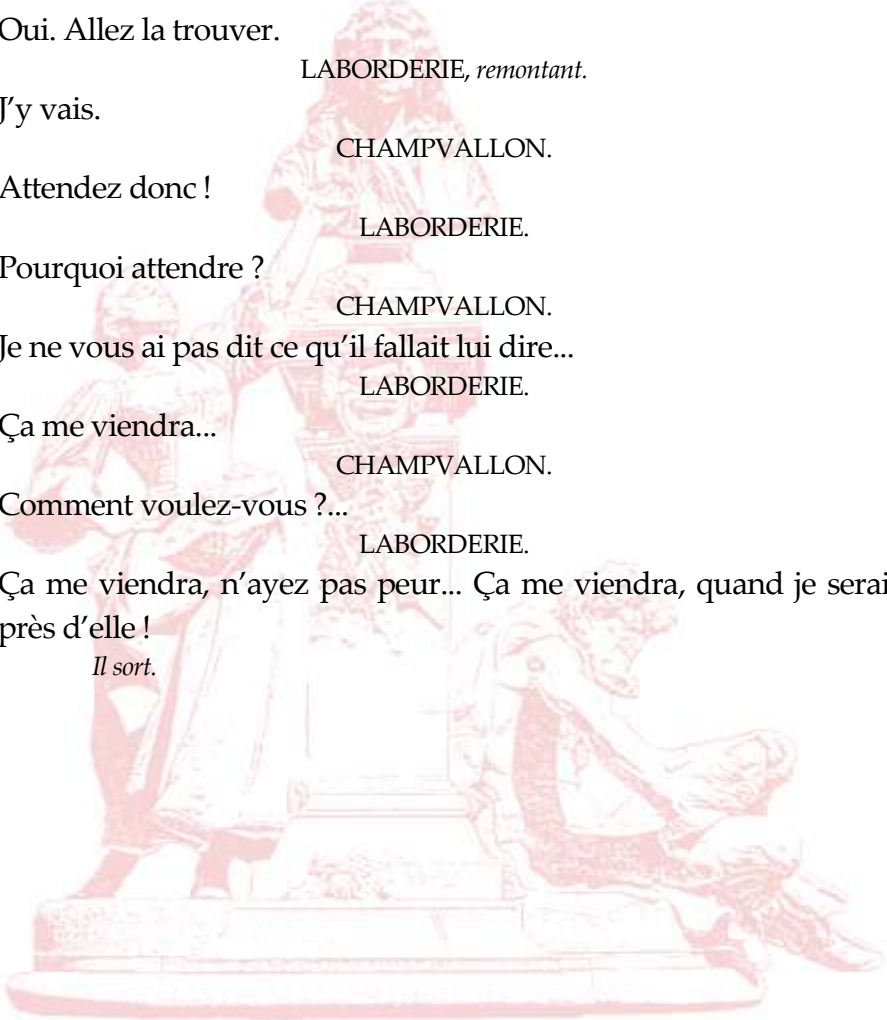 Oui. Allez la trouver.
LABORDERIE, remontant.
J’y vais.
CHAMPVALLON.
Attendez donc !
LABORDERIE.
Pourquoi attendre ?
CHAMPVALLON.
Je ne vous ai pas dit ce qu’il fallait lui dire...
LABORDERIE.
Ça me viendra...
CHAMPVALLON.
Comment voulez-vous ?...
LABORDERIE.
Ça me viendra, n’ayez pas peur... Ça me viendra, quand je serai
près d’elle !
Il sort.